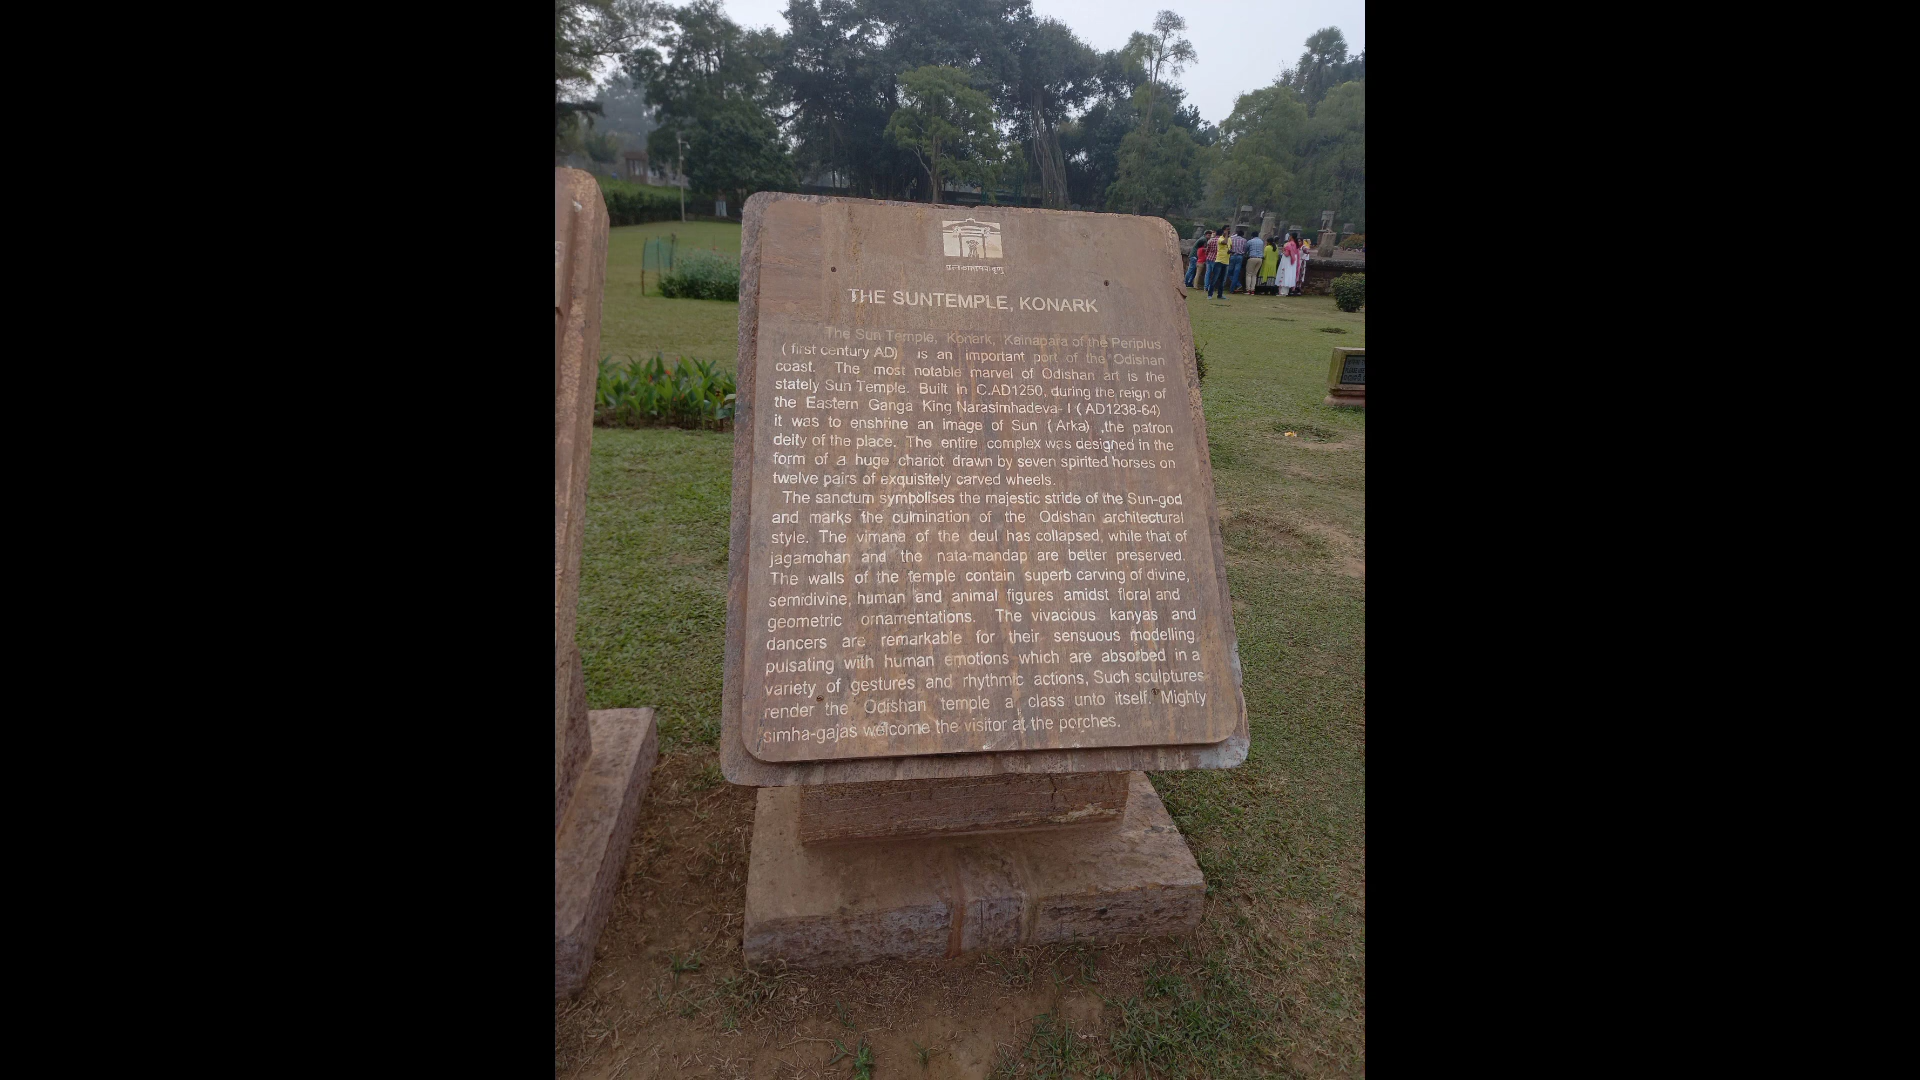 THE SUNTEMPLE, KONARK
The Sun Temple, Konark, Kainapara of the Periplus
( first century AD) is an important port of the Odishan
coast. The most notable marvel of Odishan art is the
stately Sun Temple. Built in C.AD1250, during the reign of
the Eastern Ganga King Narasimhadeva- I ( AD1238-64)
it was to enshrine an image of Sun ( Arka) ,the patron
deity of the place. The entire complex was designed in the
form of a huge chariot drawn by seven spirited horses on
twelve pairs of exquisitely carved wheels.
The sanctum symbolises the majestic stride of the Sun-god
and marks the culmination of the Odishan architectural
style. The vimana of the deul has collapsed, while that of
jagamohan and the nata-mandap are better preserved.
The walls of the temple contain superb carving of divine,
semidivine, human and animal figures amidst floral and
geometric ornamentations. The vivacious kanyas and
dancers are remarkable for their sensuous modelling
pulsating with human emotions which are absorbed in a
variety of gestures and rhythmic actions, Such sculptures
render the Odishan temple a class unto itself. Mighty
simha-gajas welcome the visitor at the porches.